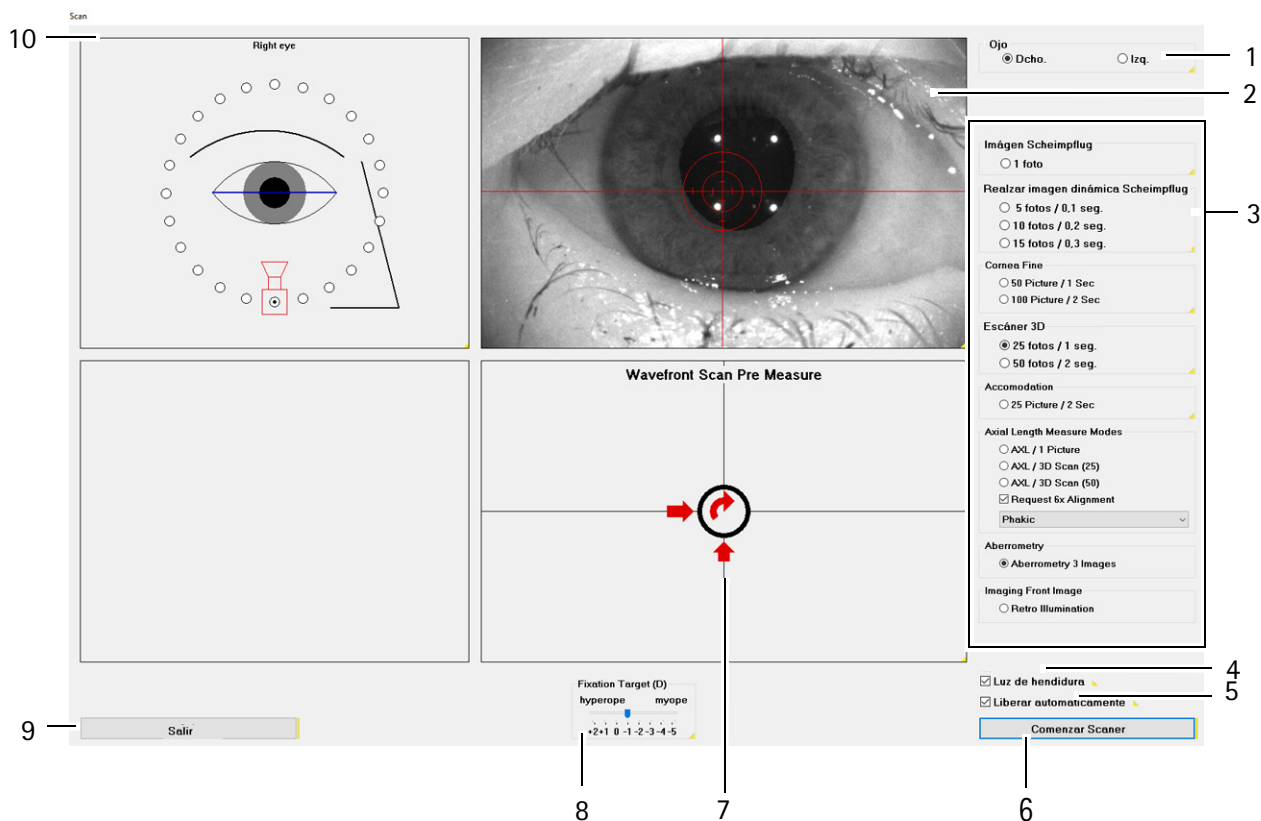 Scan
10
Right eye
Ojo
Dcho.
Izq.
1
2
Imágen Scheimpflug
1 foto
Realzar imagen dinámica Scheimpflug
5 fotos / 0,1 seg.
10 fotos / 0,2 seg.
15 fotos / 0,3 seg.
3
Cornea Fine
50 Picture / 1 Sec
100 Picture / 2 Sec
Escáner 3D
25 fotos / 1 seg.
50 fotos / 2 seg.
Accomodation
25 Picture / 2 Sec
Axial Length Measure Modes
AXL / 1 Picture
AXL / 3D Scan (25)
AXL / 3D Scan (50)
Request 6x Alignment
Phakic
Aberrometry
Aberrometry 3 Images
Imaging Front Image
Retro Illumination
Wavefront Scan Pre Measure
4
Luz de hendidura
5
Liberar automáticamente
Fixation Target (D)
hyperope myope
+2 +1 0 -1 -2 -3 -4 -5
9
Salir
Comenzar Scaner
8
7
6